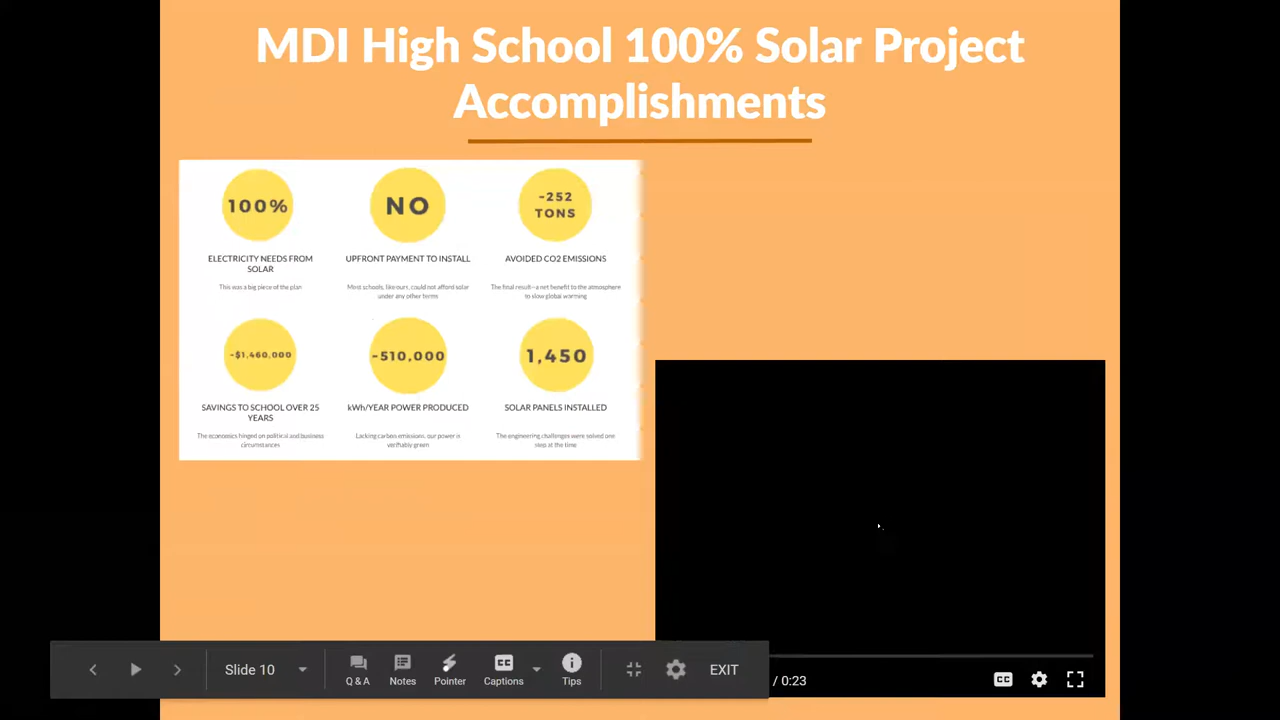 MDI High School 100% Solar Project
Accomplishments
100%
ELECTRICITY NEEDS FROM
SOLAR
This was a big piece of the plan
NO
UPFRONT PAYMENT TO INSTALL
Most schools, like ours, could not afford solar
under any other terms
~252
TONS
AVOIDED CO2 EMISSIONS
The final result—a net benefit to the atmosphere
to slow global warming
~$1,460,000
SAVINGS TO SCHOOL OVER 25
YEARS
The economics hinged on political and business
circumstances
~510,000
kWh/YEAR POWER PRODUCED
Lacking carbon emissions, our power is
verifiably green
1,450
SOLAR PANELS INSTALLED
The engineering challenges were solved one
step at the time
Slide 10
Q & A
Notes
Pointer
CC
Captions
Tips
EXIT
/ 0:23
CC